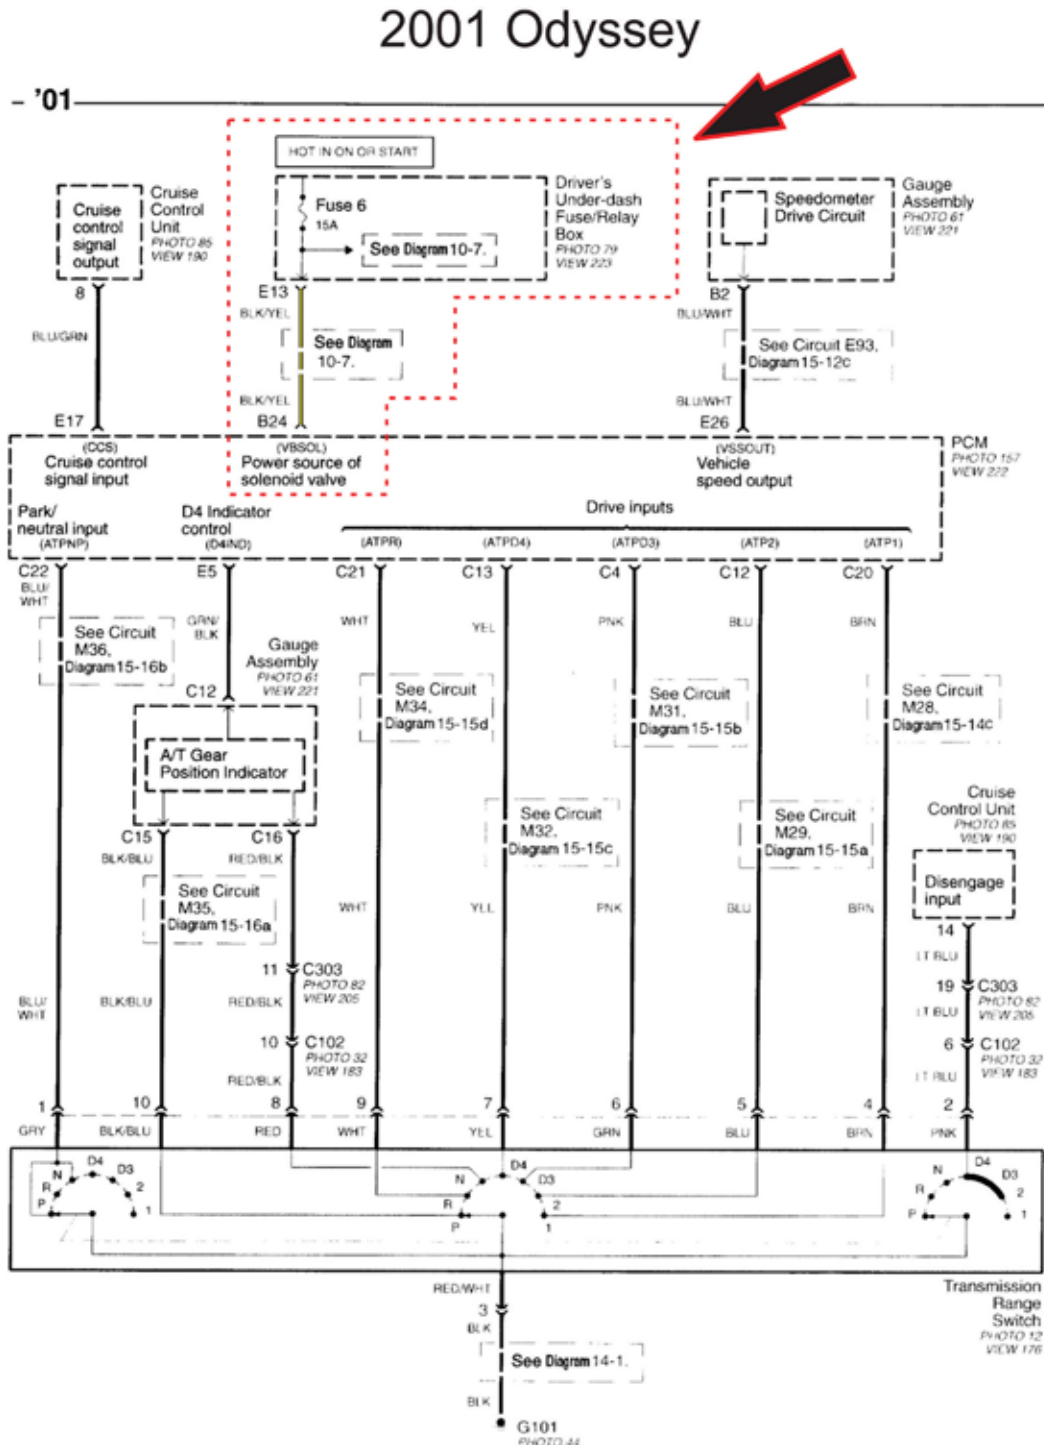 2001 Odyssey
- '01
HOT IN ON OR START
Fuse 6
15A
See Diagram 10-7.
Driver's
Under-dash
Fuse/Relay
Box
PHOTO 79
VIEW 223
Cruise
control
signal
output
Cruise
Control
Unit
PHOTO 85
VIEW 190
Speedometer
Drive Circuit
Gauge
Assembly
PHOTO 61
VIEW 221
8
E13
B2
BLK/YEL
BLU/WHT
BLU/GRN
See Diagram
10-7.
See Circuit E93,
Diagram 15-12c
BLK/YEL
BLU/WHT
E17
B24
E26
(CCS)
Cruise control
signal input
(VBSOL)
Power source of
solenoid valve
(VSSOUT)
Vehicle
speed output
PCM
PHOTO 157
VIEW 222
Park/
neutral input
(ATPNP)
D4 Indicator
control
(D4IND)
Drive inputs
(ATPR)
(ATPD4)
(ATPD3)
(ATP2)
(ATP1)
C22
E5
C21
C13
C4
C12
C20
BLU/
WHT
GRN/
BLK
WHT
YEL
PNK
BLU
BRN
See Circuit
M36,
Diagram 15-16b
Gauge
Assembly
PHOTO 61
VIEW 221
C12
See Circuit
M34,
Diagram 15-15d
See Circuit
M31,
Diagram 15-15b
See Circuit
M28,
Diagram 15-14c
A/T Gear
Position Indicator
See Circuit
M32,
Diagram 15-15c
See Circuit
M29,
Diagram 15-15a
Cruise
Control Unit
PHOTO 85
VIEW 190
Disengage
input
C15
C16
BLK/BLU
RED/BLK
See Circuit
M35,
Diagram 15-16a
WHT
YEL
PNK
BLU
BRN
14
LT BLU
11
C303
PHOTO 82
VIEW 205
19
C303
PHOTO 82
VIEW 205
BLU/
WHT
BLK/BLU
RED/BLK
LT BLU
10
C102
PHOTO 32
VIEW 183
6
C102
PHOTO 32
VIEW 183
RED/BLK
LT BLU
1
10
8
9
7
6
5
4
2
GRY
BLK/BLU
RED
WHT
YEL
GRN
BLU
BRN
PNK
P
R
N
D4
D3
2
1
P
R
N
D4
D3
2
1
P
R
N
D4
D3
2
1
RED/WHT
3
BLK
Transmission
Range
Switch
PHOTO 12
VIEW 176
See Diagram 14-1.
BLK
G101
PHOTO 44